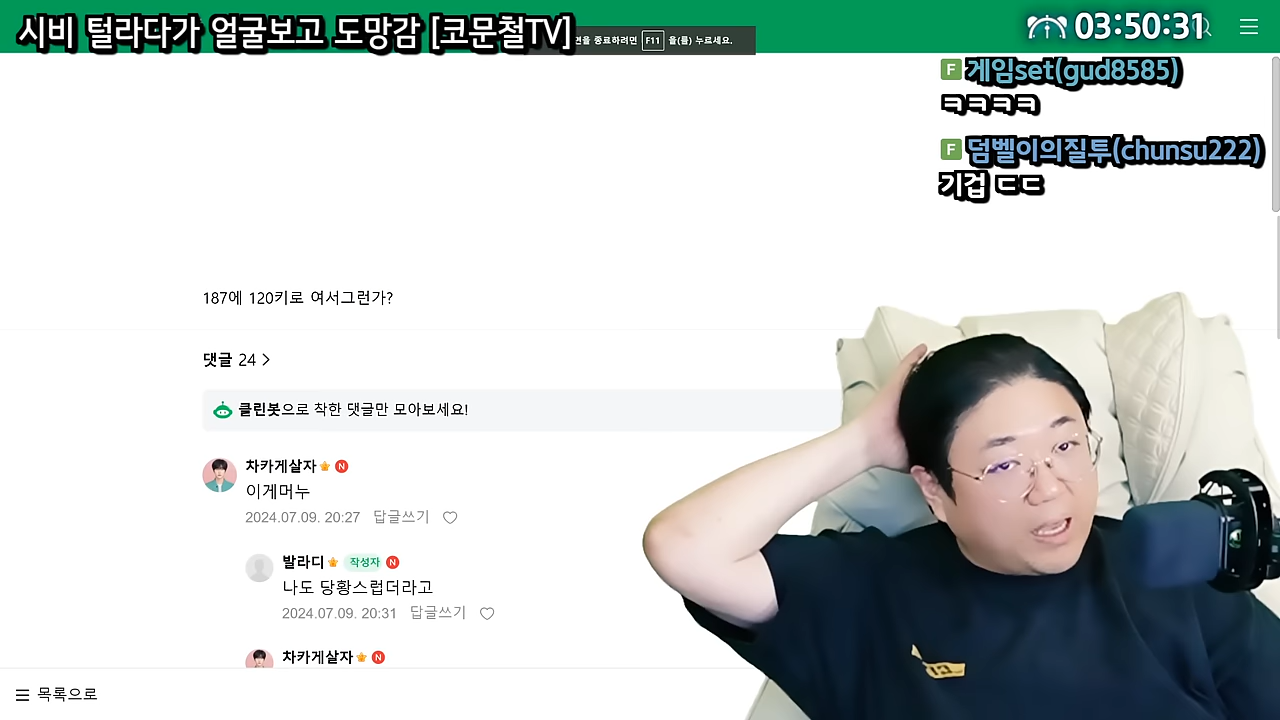 시비 털라다가 얼굴보고 도망감 [코문철TV]
면을 종료하려면 F11 을(를) 누르세요.
03:50:31
F 게임set(gud8585)
ㅋㅋㅋㅋ
F 덤벨이의질투(chunsu222)
기겁 ㄷㄷ
187에 120키로 여서그런가?
댓글 24 >
클린봇으로 착한 댓글만 모아보세요!
차카게살자 N
이게머누
2024.07.09. 20:27 답글쓰기
발라디 작성자 N
나도 당황스럽더라고
2024.07.09. 20:31 답글쓰기
차카게살자 N
목록으로